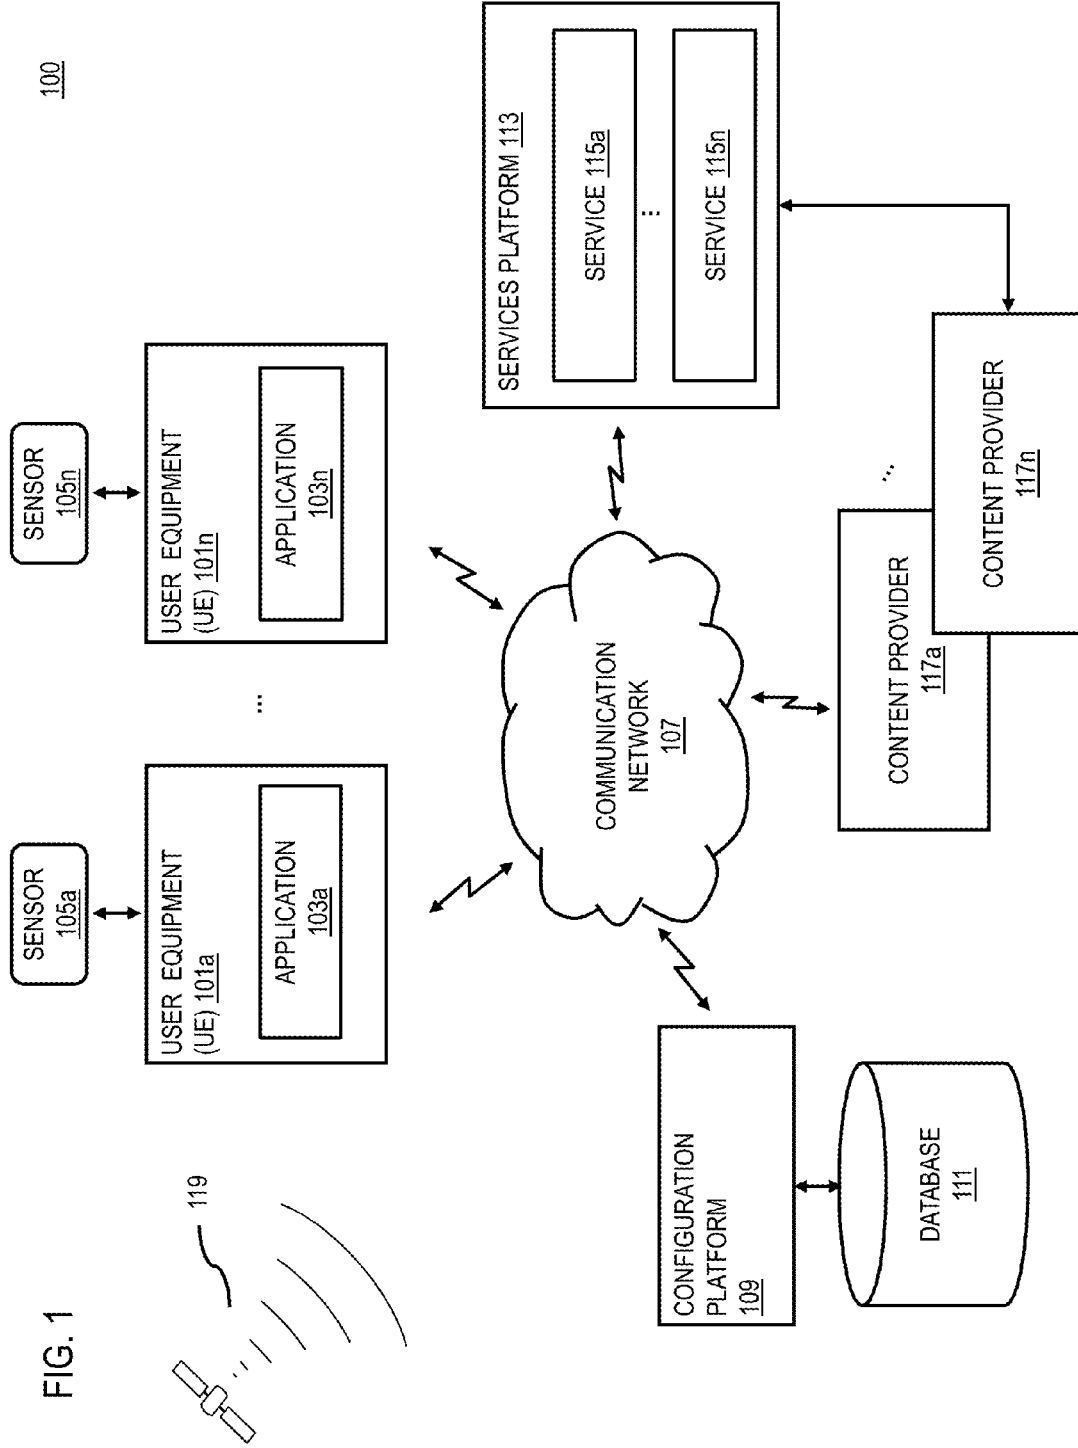 FIG. 1
100
119
SENSOR
105a
SENSOR
105n
USER EQUIPMENT
(UE) 101a
APPLICATION
103a
...
USER EQUIPMENT
(UE) 101n
APPLICATION
103n
COMMUNICATION
NETWORK
107
CONFIGURATION
PLATFORM
109
DATABASE
111
SERVICES PLATFORM 113
SERVICE 115a
...
SERVICE 115n
CONTENT PROVIDER
117a
...
CONTENT PROVIDER
117n